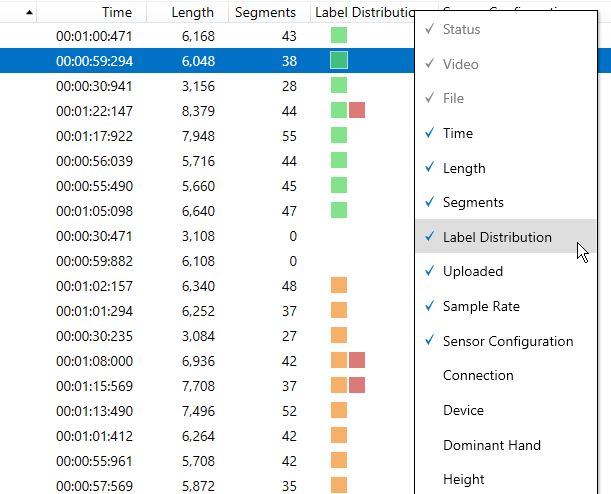 Time Length Segments Label Distributio
00:01:00:471 6,168 43
00:00:59:294 6,048 38
00:00:30:941 3,156 28
00:01:22:147 8,379 44
00:01:17:922 7,948 55
00:00:56:039 5,716 44
00:00:55:490 5,660 45
00:01:05:098 6,640 47
00:00:30:471 3,108 0
00:00:59:882 6,108 0
00:01:02:157 6,340 48
00:01:01:294 6,252 37
00:00:30:235 3,084 27
00:01:08:000 6,936 42
00:01:15:569 7,708 37
00:01:13:490 7,496 52
00:01:01:412 6,264 42
00:00:55:961 5,708 42
00:00:57:569 5,872 35
Status
Video
File
Time
Length
Segments
Label Distribution
Uploaded
Sample Rate
Sensor Configuration
Connection
Device
Dominant Hand
Height